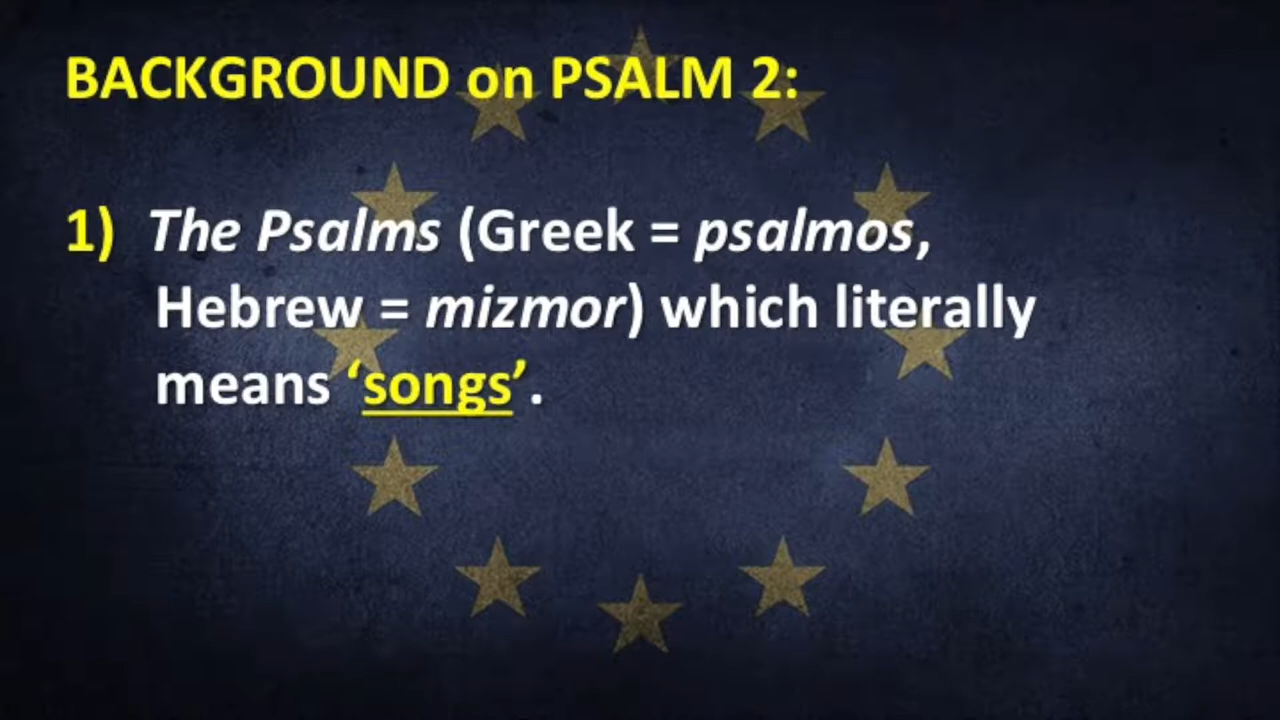 BACKGROUND on PSALM 2:
1) The Psalms (Greek = psalmos,
Hebrew = mizmor) which literally
means ‘songs’.